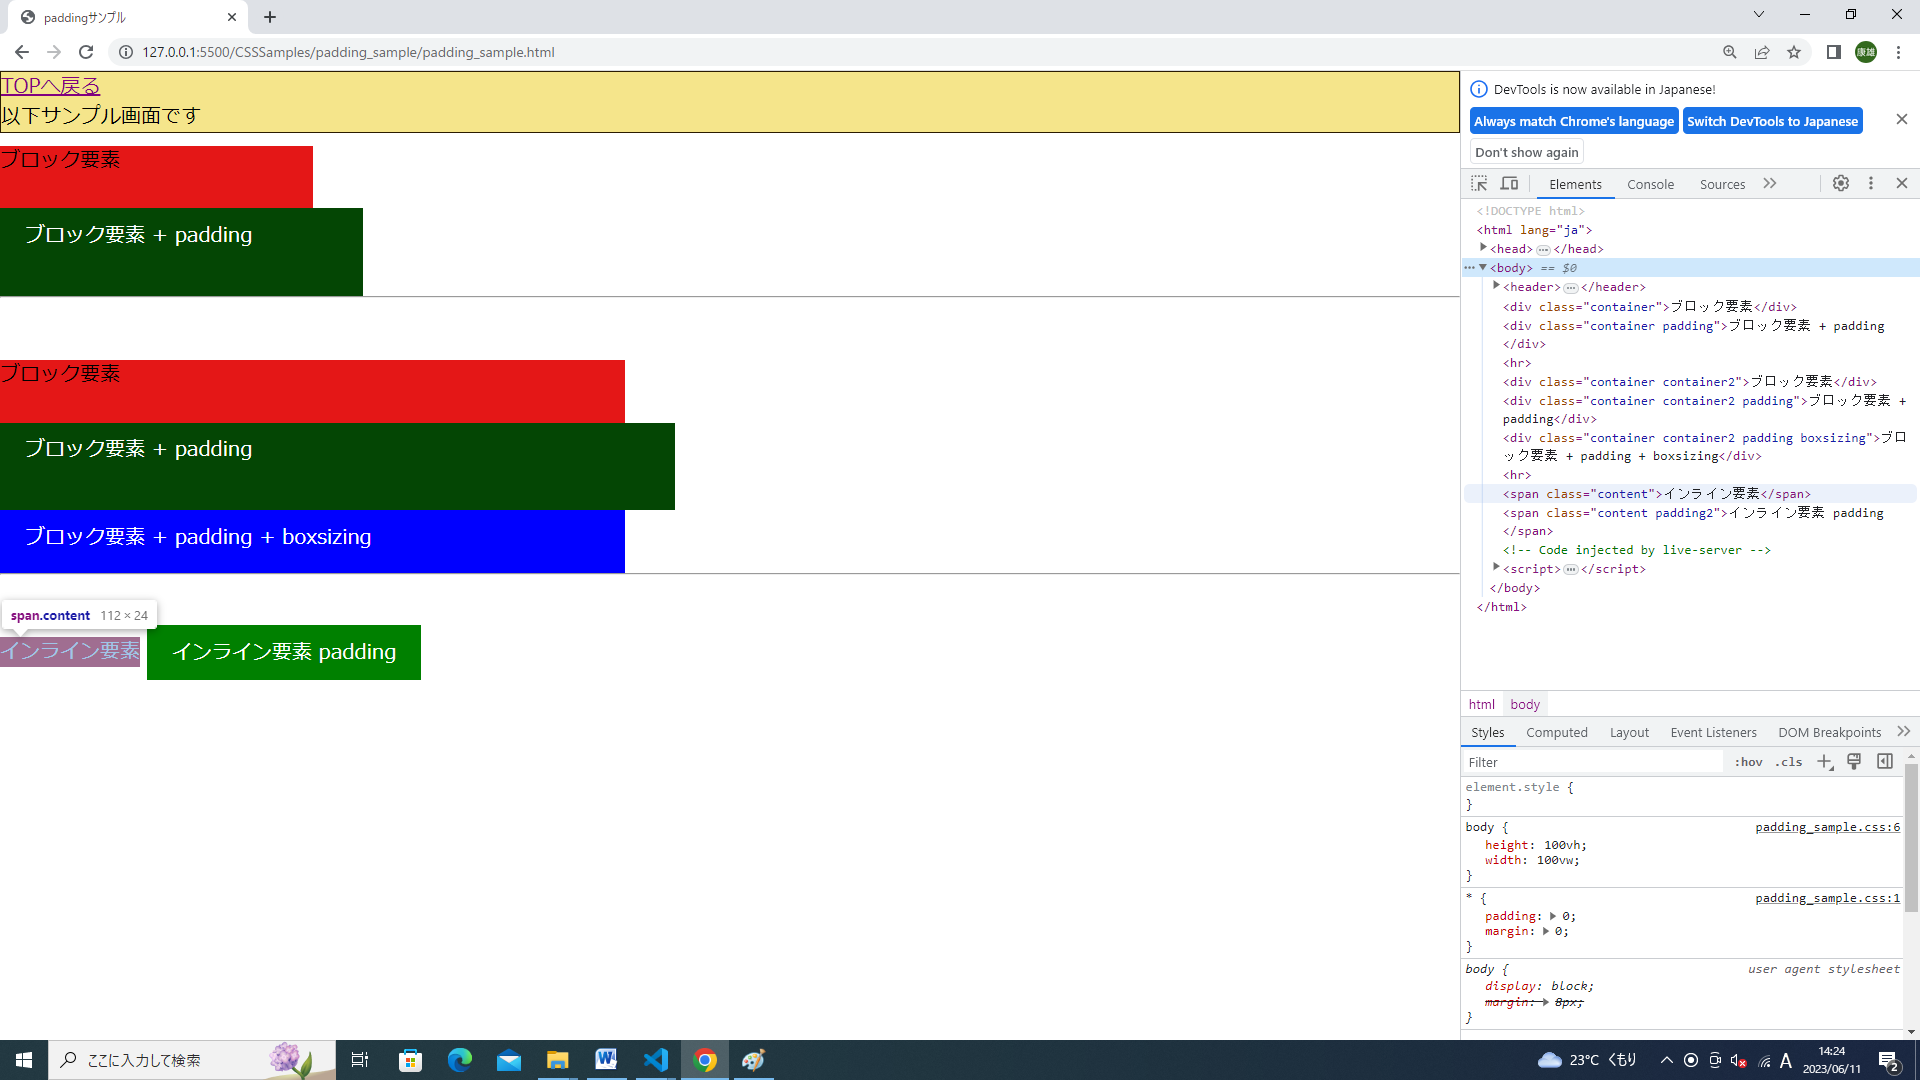 paddingサンプル
127.0.0.1:5500/CSSSamples/padding_sample/padding_sample.html
康雄
TOPへ戻る
以下サンプル画面です
ブロック要素
ブロック要素 + padding
ブロック要素
ブロック要素 + padding
ブロック要素 + padding + boxsizing
span.content 112 × 24
インライン要素 インライン要素 padding
DevTools is now available in Japanese!
Always match Chrome's language Switch DevTools to Japanese
Don't show again
Elements Console Sources
<!DOCTYPE html>
<html lang="ja">
<head>…</head>
<body> == $0
<header>…</header>
<div class="container">ブロック要素</div>
<div class="container padding">ブロック要素 + padding
</div>
<hr>
<div class="container container2">ブロック要素</div>
<div class="container container2 padding">ブロック要素 +
padding</div>
<div class="container container2 padding boxsizing">ブロ
ック要素 + padding + boxsizing</div>
<hr>
<span class="content">インライン要素</span>
<span class="content padding2">インライン要素 padding
</span>
<!-- Code injected by live-server -->
<script>…</script>
</body>
</html>
html body
Styles Computed Layout Event Listeners DOM Breakpoints
Filter :hov .cls
element.style {
}
body { padding_sample.css:6
height: 100vh;
width: 100vw;
}
* { padding_sample.css:1
padding: 0;
margin: 0;
}
body { user agent stylesheet
display: block;
margin: 8px;
}
ここに入力して検索
23°C くもり
A
14:24
2023/06/11
2